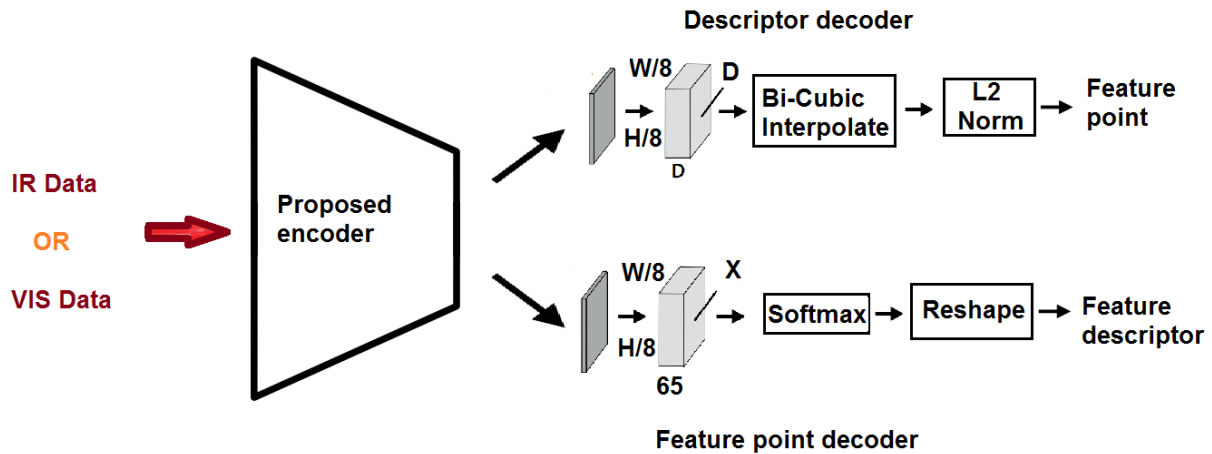 Descriptor decoder
W/8
D
H/8
D
Bi-Cubic
Interpolate
L2
Norm
Feature
point
IR Data
OR
VIS Data
Proposed
encoder
W/8
X
H/8
65
Softmax
Reshape
Feature
descriptor
Feature point decoder